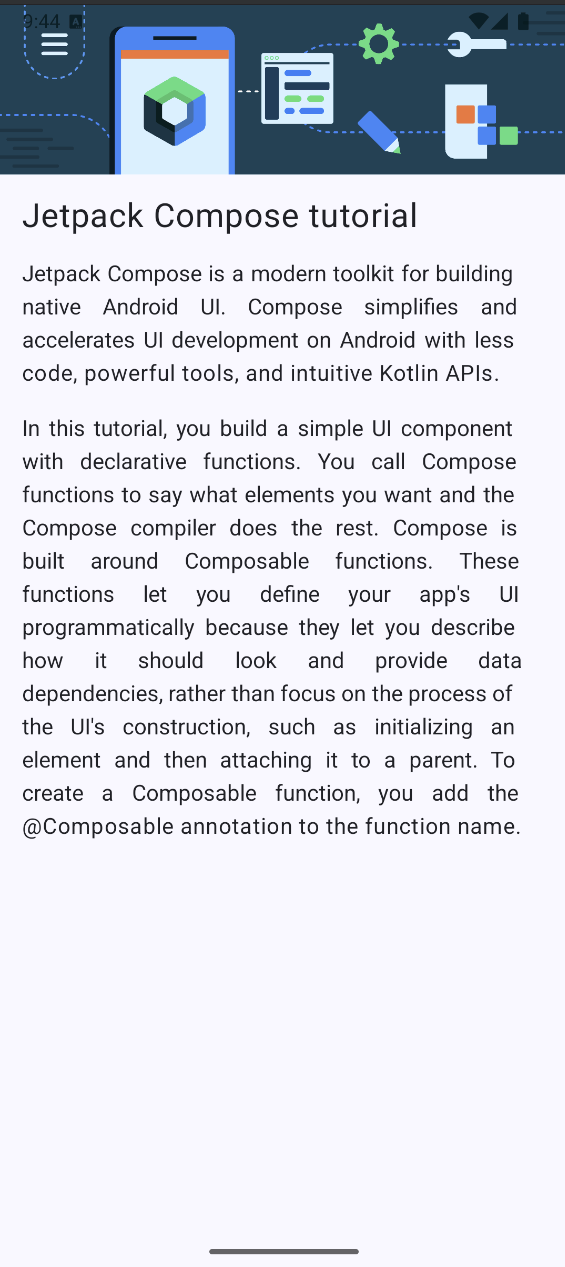 9:44 A
Jetpack Compose tutorial
Jetpack Compose is a modern toolkit for building
native Android UI. Compose simplifies and
accelerates UI development on Android with less
code, powerful tools, and intuitive Kotlin APIs.
In this tutorial, you build a simple UI component
with declarative functions. You call Compose
functions to say what elements you want and the
Compose compiler does the rest. Compose is
built around Composable functions. These
functions let you define your app's UI
programmatically because they let you describe
how it should look and provide data
dependencies, rather than focus on the process of
the UI's construction, such as initializing an
element and then attaching it to a parent. To
create a Composable function, you add the
@Composable annotation to the function name.